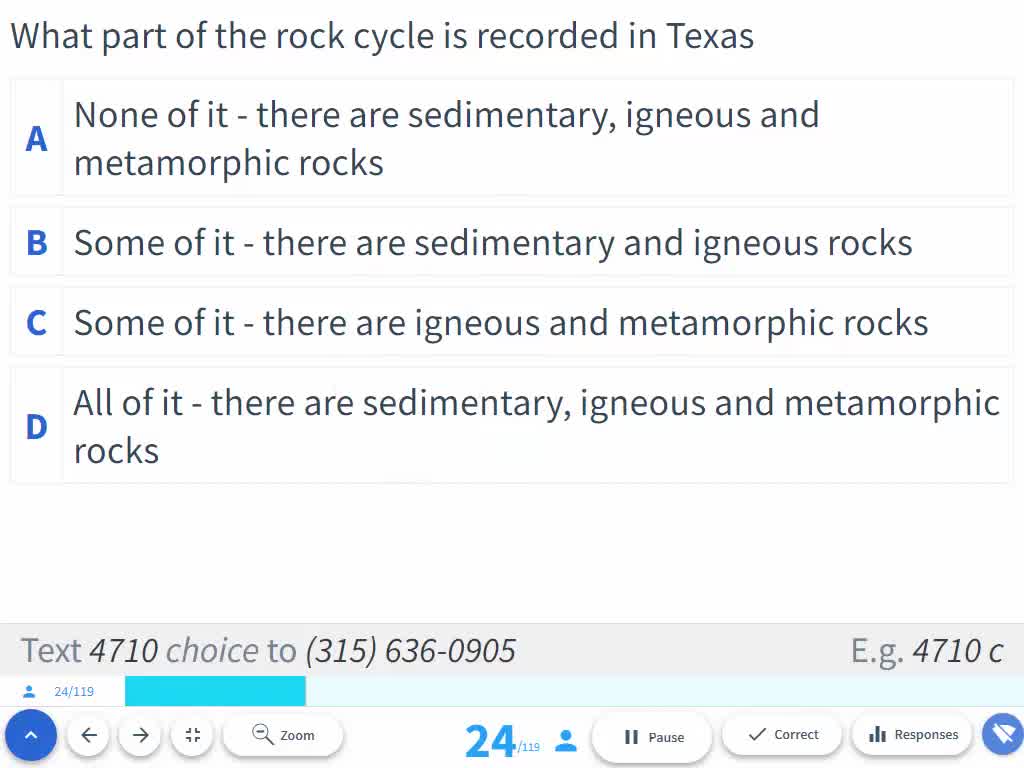 What part of the rock cycle is recorded in Texas
A
None of it - there are sedimentary, igneous and
metamorphic rocks
B
Some of it - there are sedimentary and igneous rocks
C
Some of it - there are igneous and metamorphic rocks
D
All of it - there are sedimentary, igneous and metamorphic
rocks
Text 4710 choice to (315) 636-0905
E.g. 4710 c
24/119
Zoom
24/119
Pause
Correct
Responses